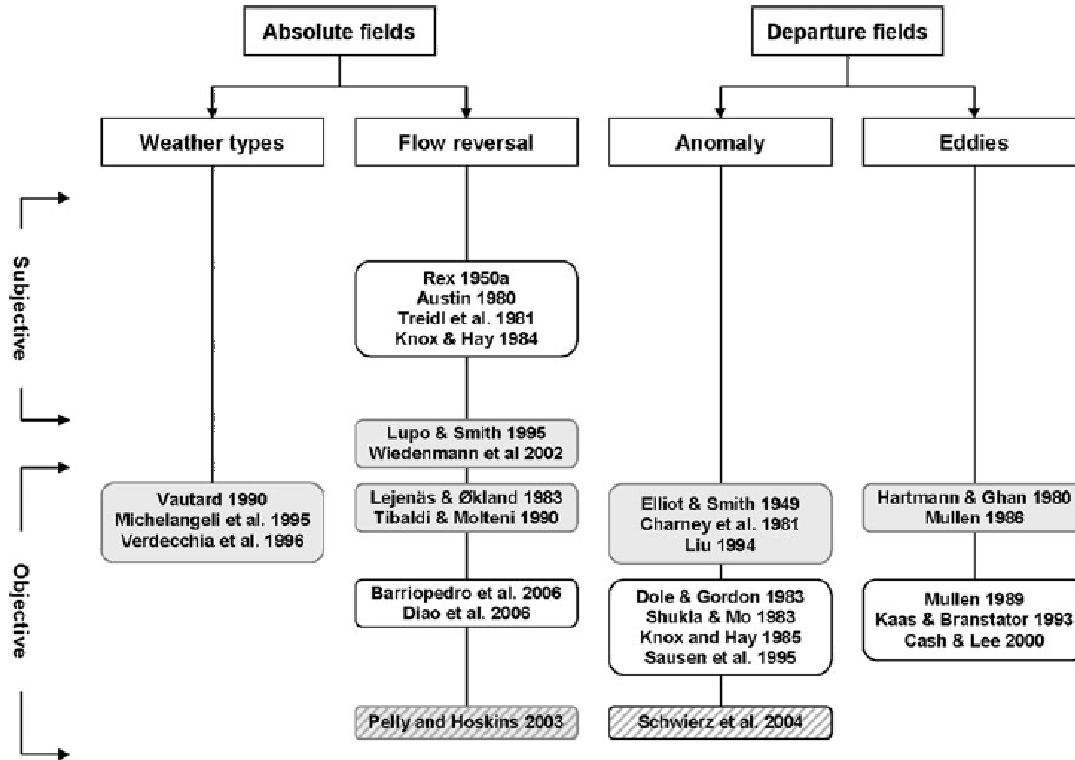 Absolute fields
Departure fields
Weather types
Flow reversal
Anomaly
Eddies
Subjective
Rex 1950a
Austin 1980
Treidl et al. 1981
Knox & Hay 1984
Lupo & Smith 1995
Wiedenmann et al 2002
Objective
Vautard 1990
Michelangeli et al. 1995
Verdecchia et al. 1996
Lejenäs & Økland 1983
Tibaldi & Molteni 1990
Elliot & Smith 1949
Charney et al. 1981
Liu 1994
Hartmann & Ghan 1980
Mullen 1986
Barriopedro et al. 2006
Diao et al. 2006
Dole & Gordon 1983
Shukla & Mo 1983
Knox and Hay 1985
Sausen et al. 1995
Mullen 1989
Kaas & Branstator 1993
Cash & Lee 2000
Pelly and Hoskins 2003
Schwierz et al. 2004